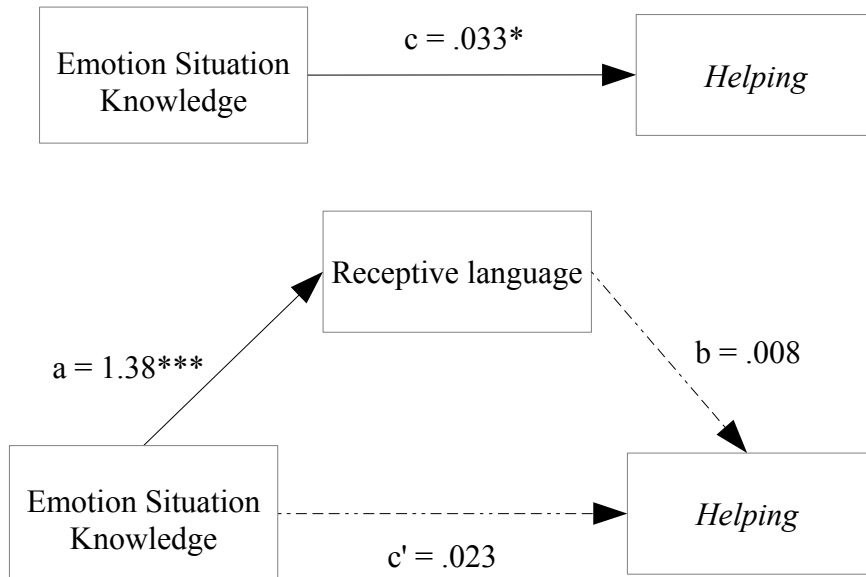 c = .033*
Emotion Situation
Knowledge
Helping
Receptive language
a = 1.38***
b = .008
Emotion Situation
Knowledge
Helping
c' = .023